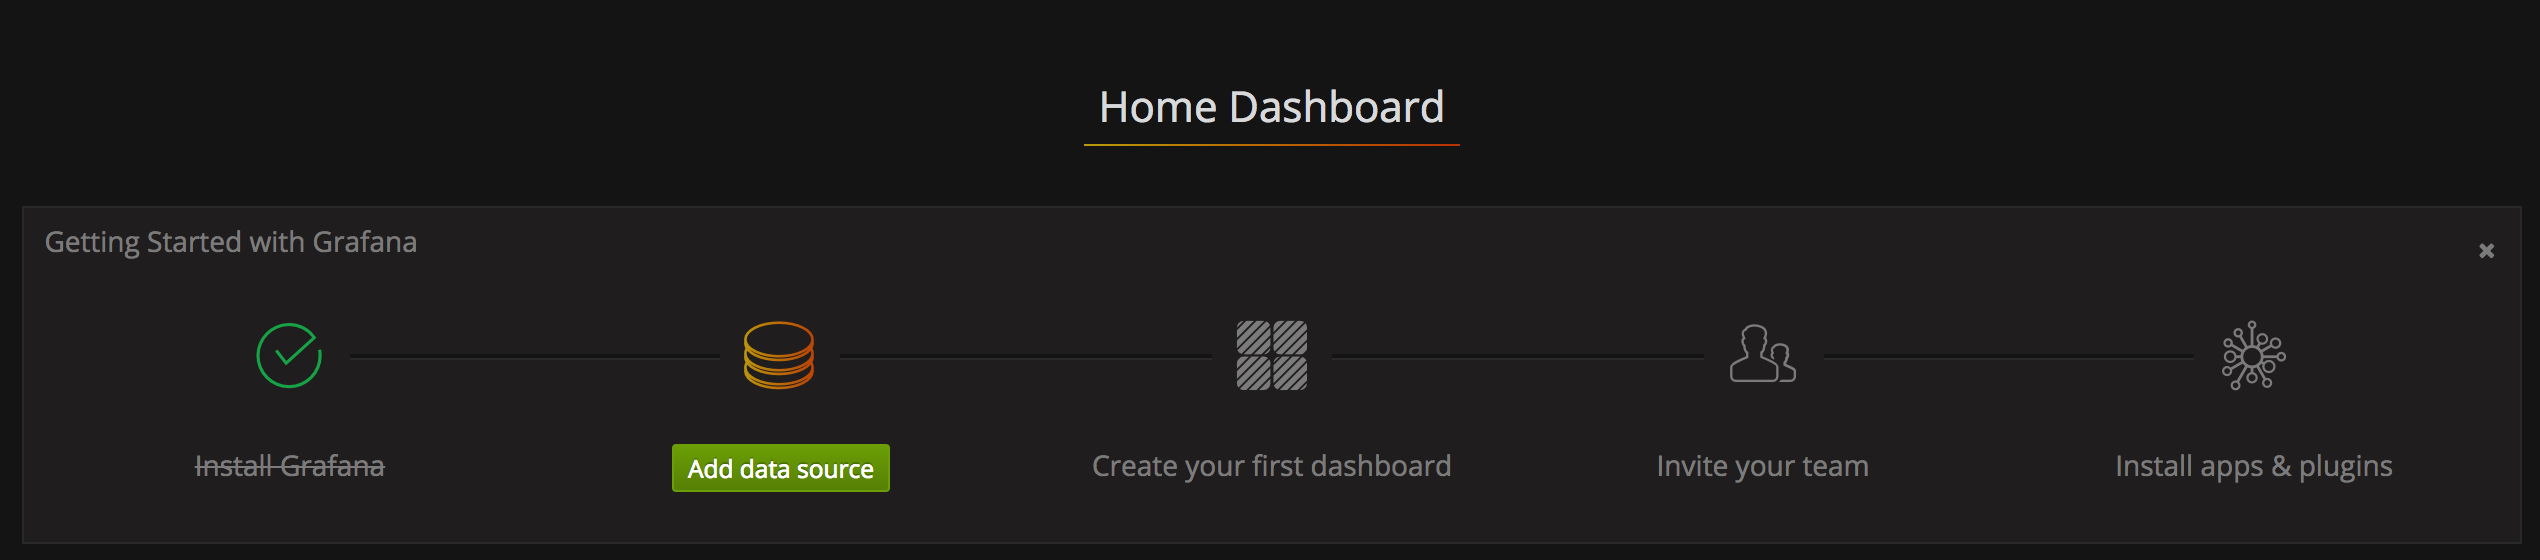 Home Dashboard
Getting Started with Grafana
Install Grafana
Add data source
Create your first dashboard
Invite your team
Install apps & plugins